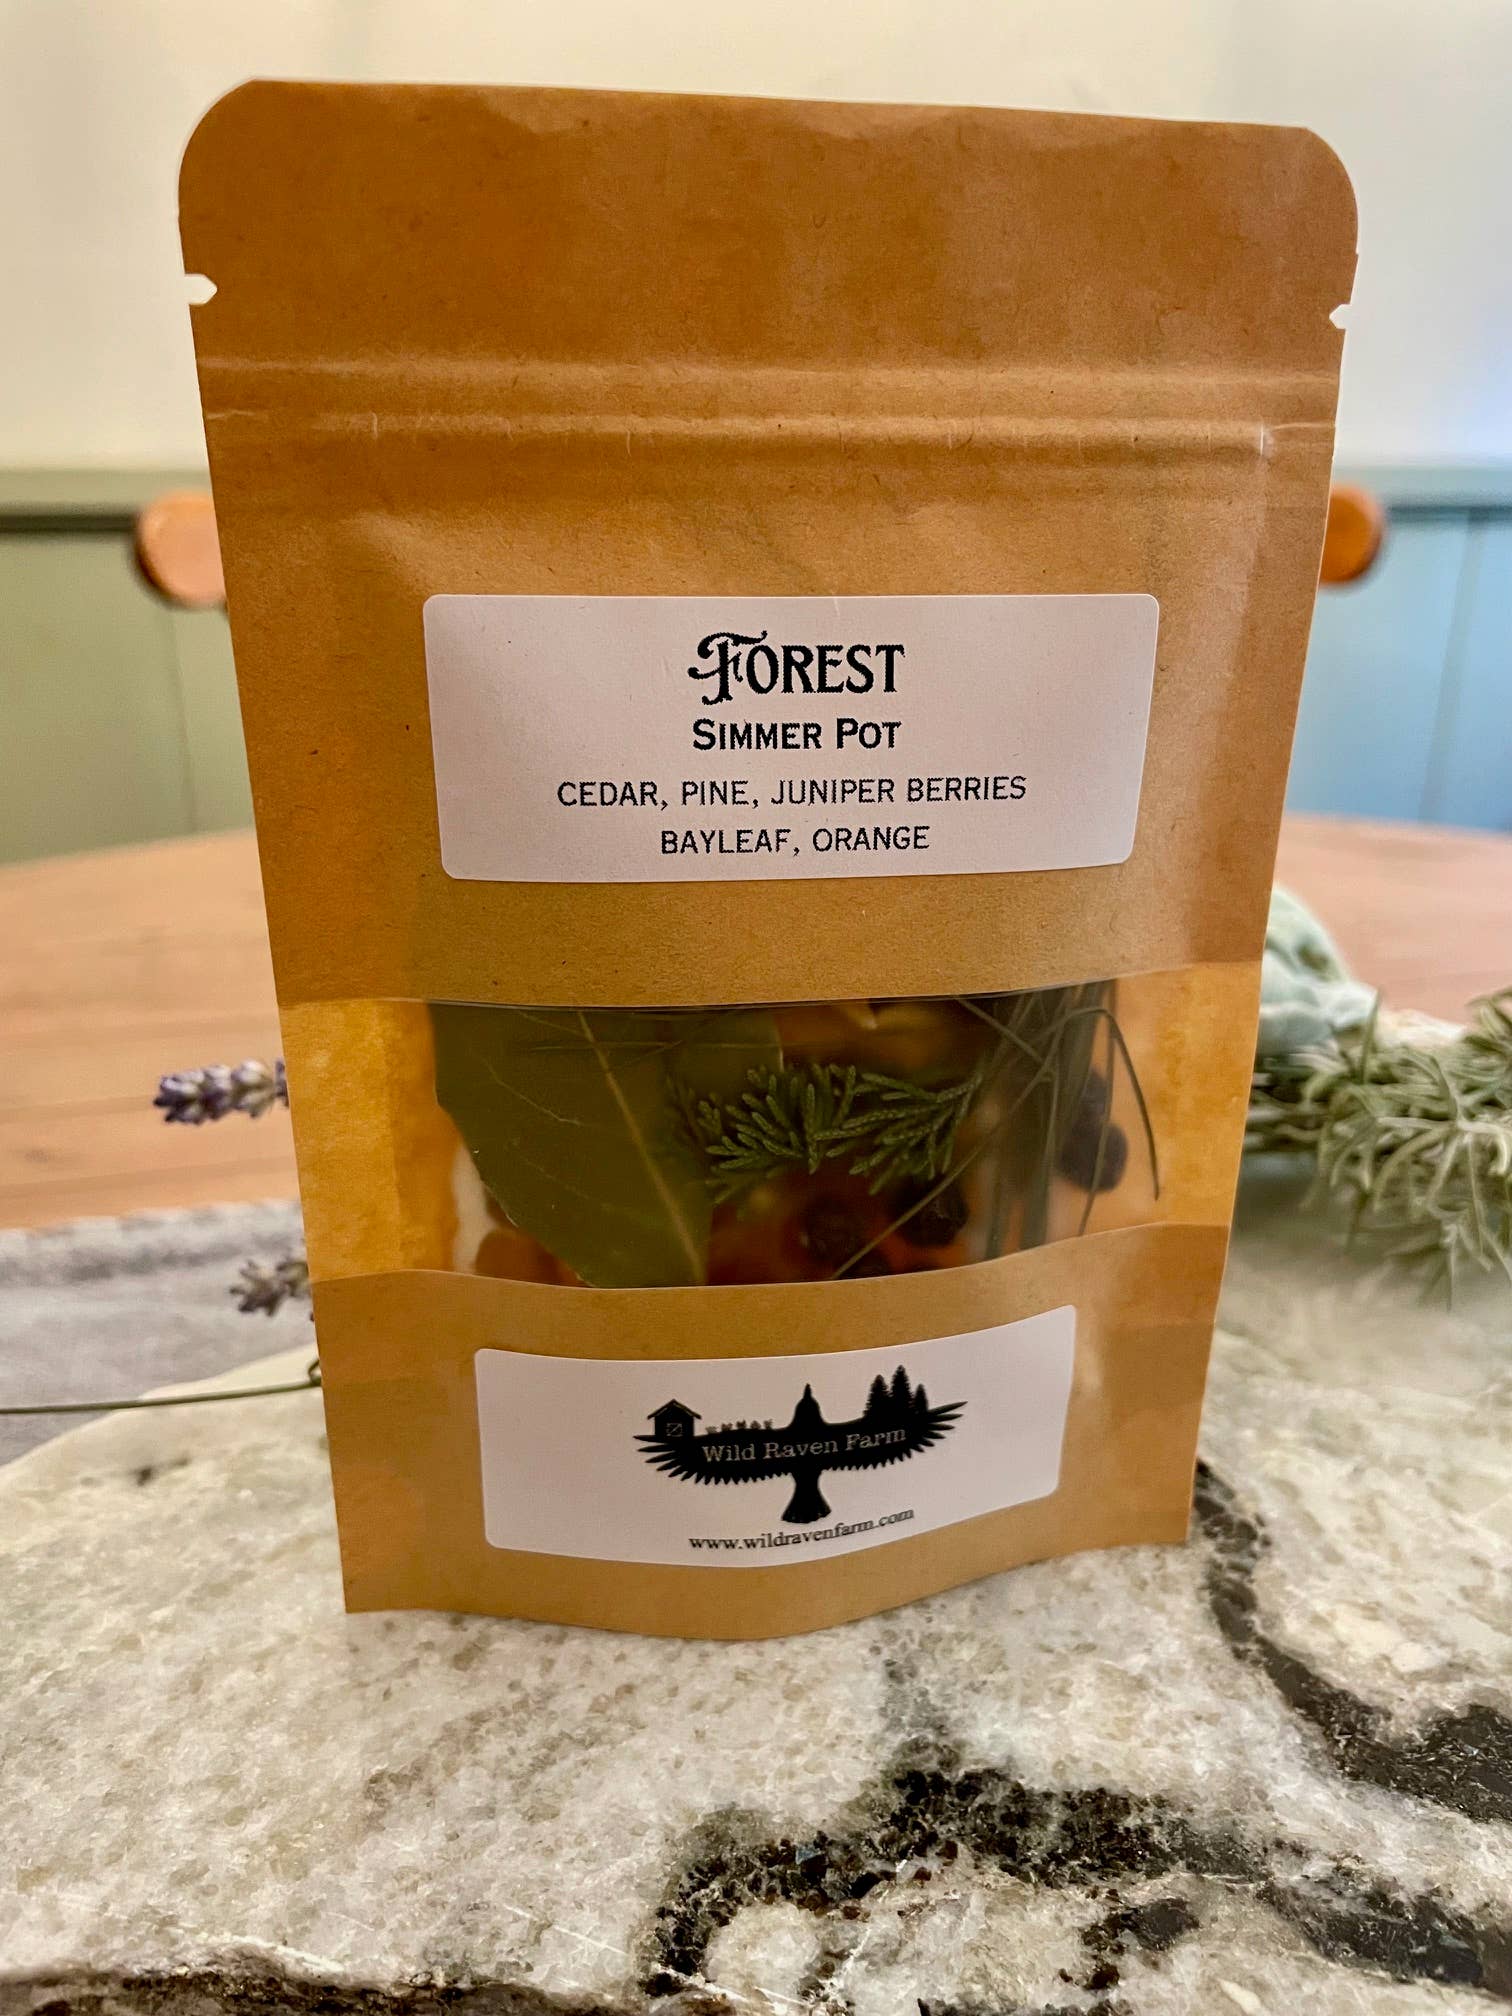 FOREST
SIMMER POT
CEDAR, PINE, JUNIPER BERRIES
BAYLEAF, ORANGE
Wild Raven Farm
www.wildravenfarm.com